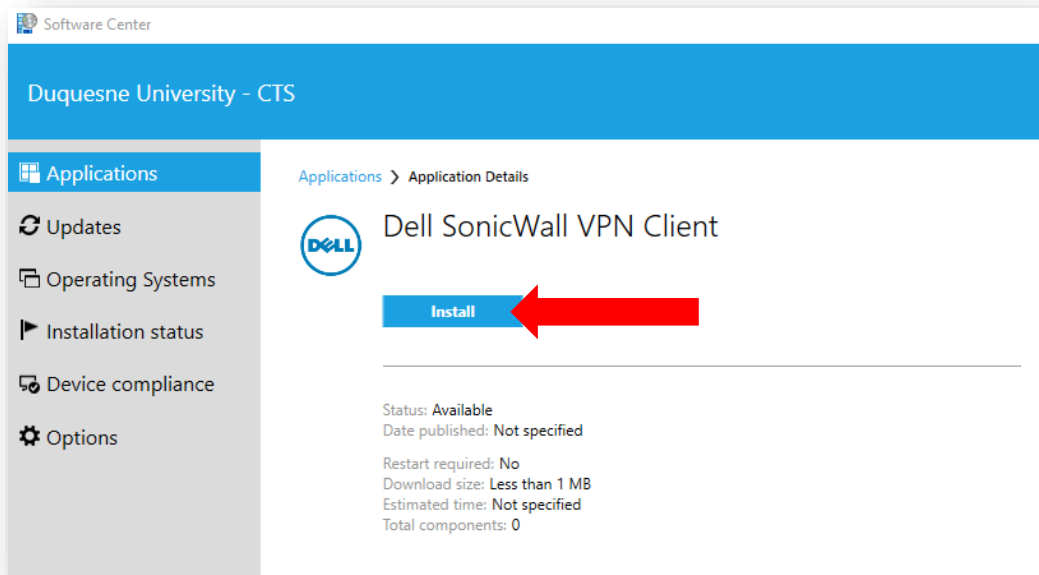 Software Center
Duquesne University - CTS
Applications
Updates
Operating Systems
Installation status
Device compliance
Options
Applications ❯ Application Details
DELL
Dell SonicWall VPN Client
Install
Status: Available
Date published: Not specified
Restart required: No
Download size: Less than 1 MB
Estimated time: Not specified
Total components: 0